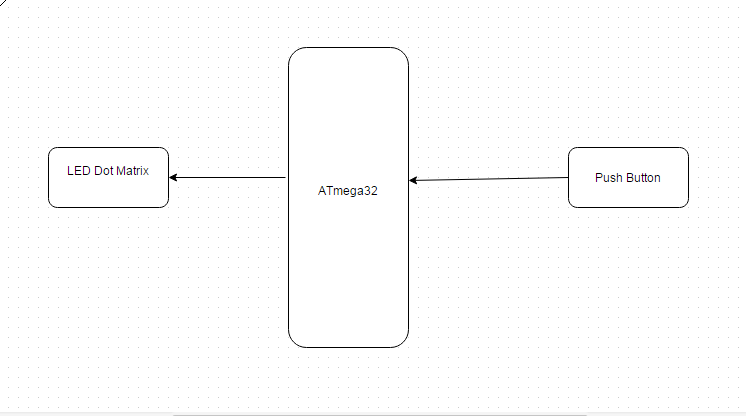 LED Dot Matrix
ATmega32
Push Button